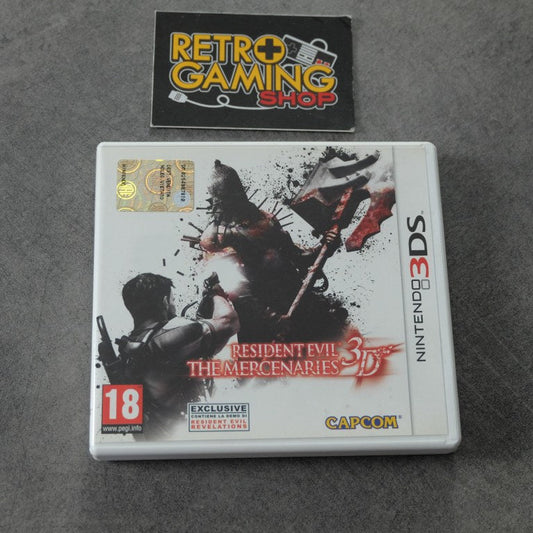 RETRO
GAMING
SHOP
NINTENDO 3DS
RESIDENT EVIL
THE MERCENARIES 3D
18
www.pegi.info
EXCLUSIVE
CONTIENE LA DEMO DI
RESIDENT EVIL
REVELATIONS
CAPCOM